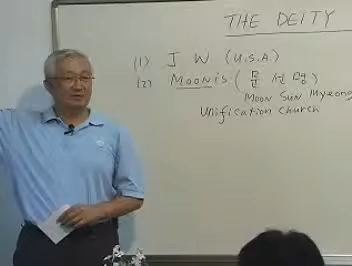 THE DEITY
(1) J W (U.S.A)
(2) Moonis (문 선 명)
Moon Sun Myeong
Unification church